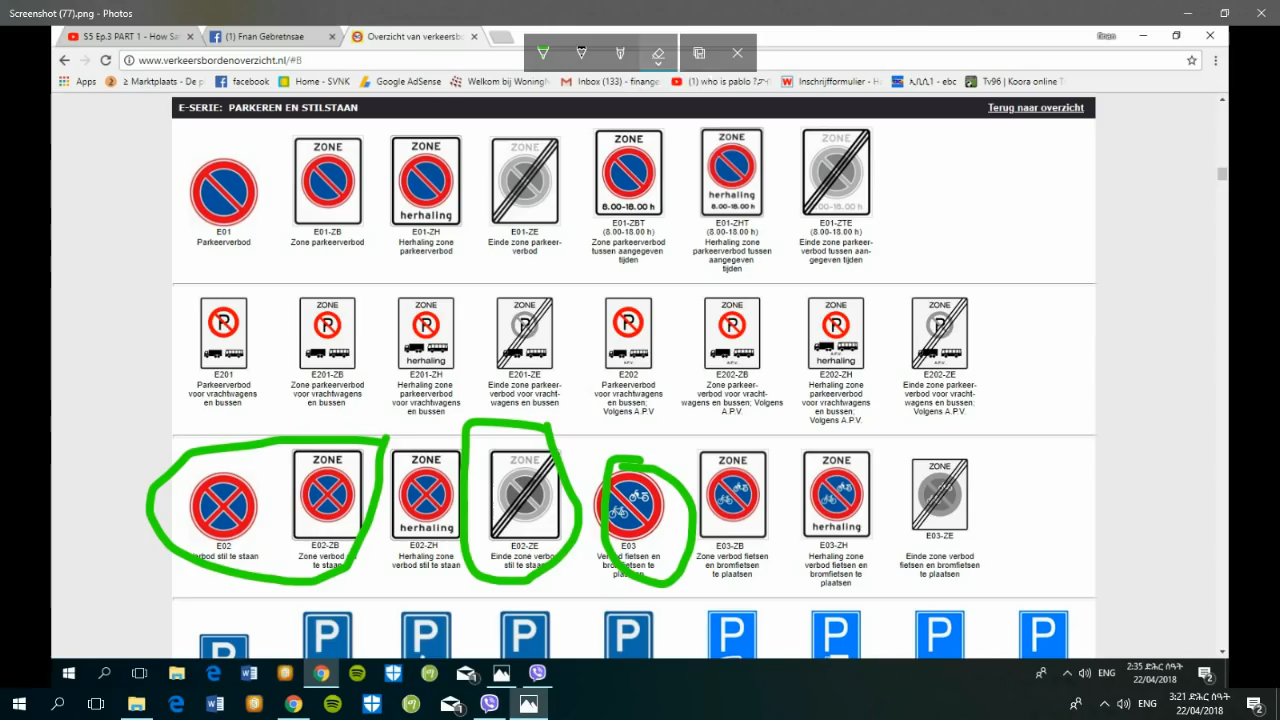 Screenshot (77).png - Photos
S5 Ep.3 PART 1 - How Sa
(1) Fnan Gebretnsae
Overzicht van verkeersbo
finan
www.verkeersbordenoverzicht.nl/#B
Apps
≥ Marktplaats - De p
facebook
Home - SVNK
Google AdSense
Welkom bij Woning
Inbox (133) - finange
(1) who is pablo
Inschrijfformulier - H
Tv96 | Koora online T
E-SERIE: PARKEREN EN STILSTAAN
Terug naar overzicht
ZONE
ZONE
herhaling
ZONE
ZONE
8.00-18.00 h
ZONE
herhaling
8.00-18.00 h
ZONE
E01
Parkeerverbod
E01-ZB
Zone parkeerverbod
E01-ZH
Herhaling zone
parkeerverbod
E01-ZE
Einde zone parkeer-
verbod
E01-ZBT
(8.00-18.00 h)
Zone parkeerverbod
tussen aangegeven
tijden
E01-ZHT
(8.00-18.00 h)
Herhaling zone
parkeerverbod tussen
aangegeven
tijden
E01-ZTE
(8.00-18.00 h)
Einde zone parkeer-
verbod tussen aan-
gegeven tijden
P
ZONE
P
ZONE
P
herhaling
ZONE
P
P
A.P.V.
ZONE
P
A.P.V.
ZONE
P
A.P.V.
herhaling
ZONE
P
A.P.V.
E201
Parkeerverbod
voor vrachtwagens
en bussen
E201-ZB
Zone parkeerverbod
voor vrachtwagens
en bussen
E201-ZH
Herhaling zone
parkeerverbod
voor vrachtwagens
en bussen
E201-ZE
Einde zone parkeer-
verbod voor vracht-
wagens en bussen
E202
Parkeerverbod
voor vrachtwagens
en bussen;
Volgens A.P.V
E202-ZB
Zone parkeer-
verbod voor vracht-
wagens en bussen; Volgens
A.P.V
E202-ZH
Herhaling zone
parkeerverbod
voor vrachtwagens
en bussen;
Volgens A.P.V.
E202-ZE
Einde zone parkeer-
verbod voor vracht-
wagens en bussen;
Volgens A.P.V.
ZONE
ZONE
herhaling
ZONE
ZONE
ZONE
herhaling
ZONE
E02
verbod stil te staan
E02-ZB
Zone verbod stil
te staan
E02-ZH
Herhaling zone
verbod stil te staan
E02-ZE
Einde zone verbod
stil te staan
E03
Verbod fietsen en
bromfietsen te
plaatsen
E03-ZB
Zone verbod fietsen
en bromfietsen
te plaatsen
E03-ZH
Herhaling zone
verbod fietsen en
bromfietsen te
plaatsen
E03-ZE
Einde zone verbod
fietsen en bromfietsen te
plaatsen
P
P
P
P
P
P
P
P
P
ENG
2:35 ድሕር ሰዓት
22/04/2018
ENG
3:21 ድሕር ሰዓት
22/04/2018